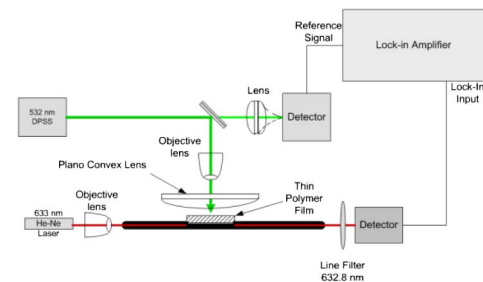 Reference
Signal
Lock-in Amplifier
Lock-In
Input
Lens
Detector
532 nm
DPSS
Objective
lens
Plano Convex Lens
Objective
lens
Thin
Polymer
Film
633 nm
He-Ne
Laser
Detector
Line Filter
632.8 nm